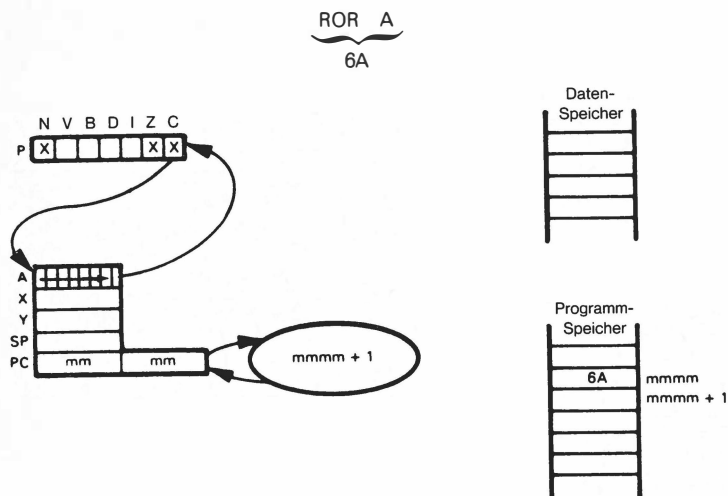 ROR A
6A
N V B D I Z C
P X X X
A
X
Y
SP
PC mm mm
mmmm + 1
Daten-
Speicher
Programm-
Speicher
6A mmmm
mmmm + 1